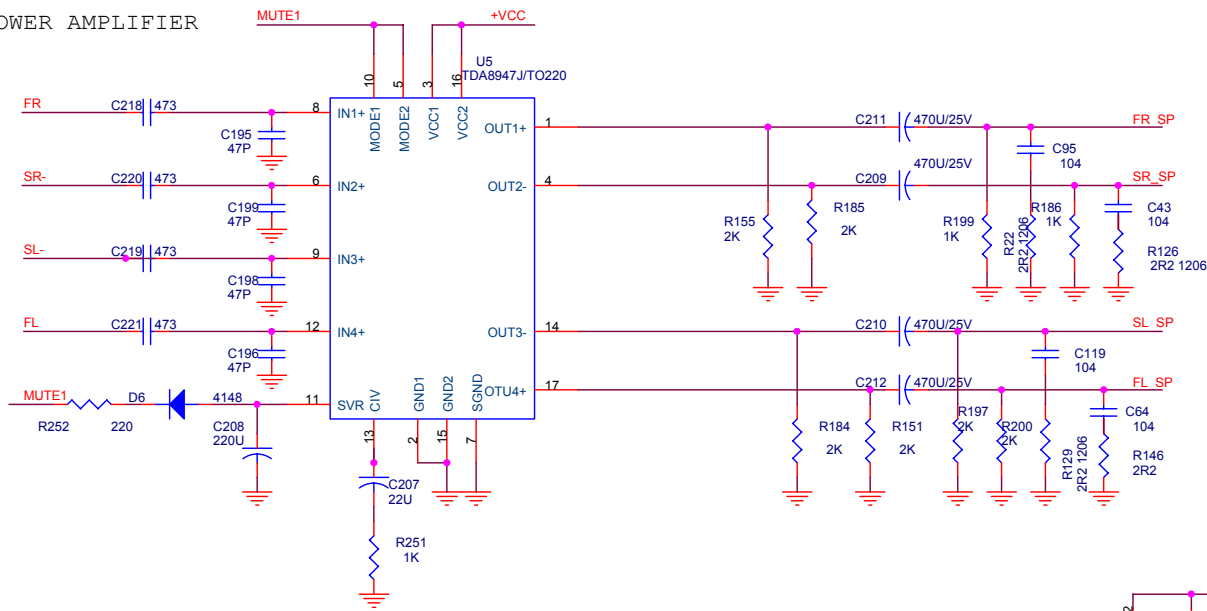 OWER AMPLIFIER
MUTE1
+VCC
U5
TDA8947J/TO220
10
5
3
16
FR
C218
473
8
IN1+
MODE1
MODE2
VCC1
VCC2
OUT1+
1
C211
470U/25V
FR_SP
C195
47P
C95
104
SR-
C220
473
6
IN2+
OUT2-
4
C209
470U/25V
SR_SP
C199
47P
R155
2K
R185
2K
R199
1K
R22
2R2 1206
R186
1K
C43
104
R126
2R2 1206
SL-
C219
473
9
IN3+
C198
47P
FL
C221
473
12
IN4+
OUT3-
14
C210
470U/25V
SL_SP
C196
47P
C119
104
MUTE1
R252
220
D6
4148
11
SVR
CIV
GND1
GND2
SGND
OTU4+
17
C212
470U/25V
FL_SP
C208
220U
13
2
15
7
R184
2K
R151
2K
R197
2K
R200
2K
R129
2R2 1206
C64
104
R146
2R2
C207
22U
R251
1K